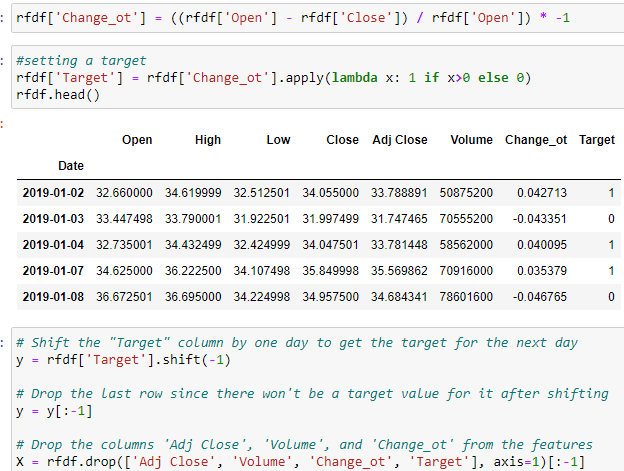 : rfdf['Change_ot'] = ((rfdf['Open'] - rfdf['Close']) / rfdf['Open']) * -1
: #setting a target
rfdf['Target'] = rfdf['Change_ot'].apply(lambda x: 1 if x>0 else 0)
rfdf.head()
:
Open High Low Close Adj Close Volume Change_ot Target
Date
2019-01-02 32.660000 34.619999 32.512501 34.055000 33.788891 50875200 0.042713 1
2019-01-03 33.447498 33.790001 31.922501 31.997499 31.747465 70555200 -0.043351 0
2019-01-04 32.735001 34.432499 32.424999 34.047501 33.781448 58562000 0.040095 1
2019-01-07 34.625000 36.222500 34.107498 35.849998 35.569862 70916000 0.035379 1
2019-01-08 36.672501 36.695000 34.224998 34.957500 34.684341 78601600 -0.046765 0
: # Shift the "Target" column by one day to get the target for the next day
y = rfdf['Target'].shift(-1)
# Drop the last row since there won't be a target value for it after shifting
y = y[:-1]
# Drop the columns 'Adj Close', 'Volume', and 'Change_ot' from the features
X = rfdf.drop(['Adj Close', 'Volume', 'Change_ot', 'Target'], axis=1)[:-1]